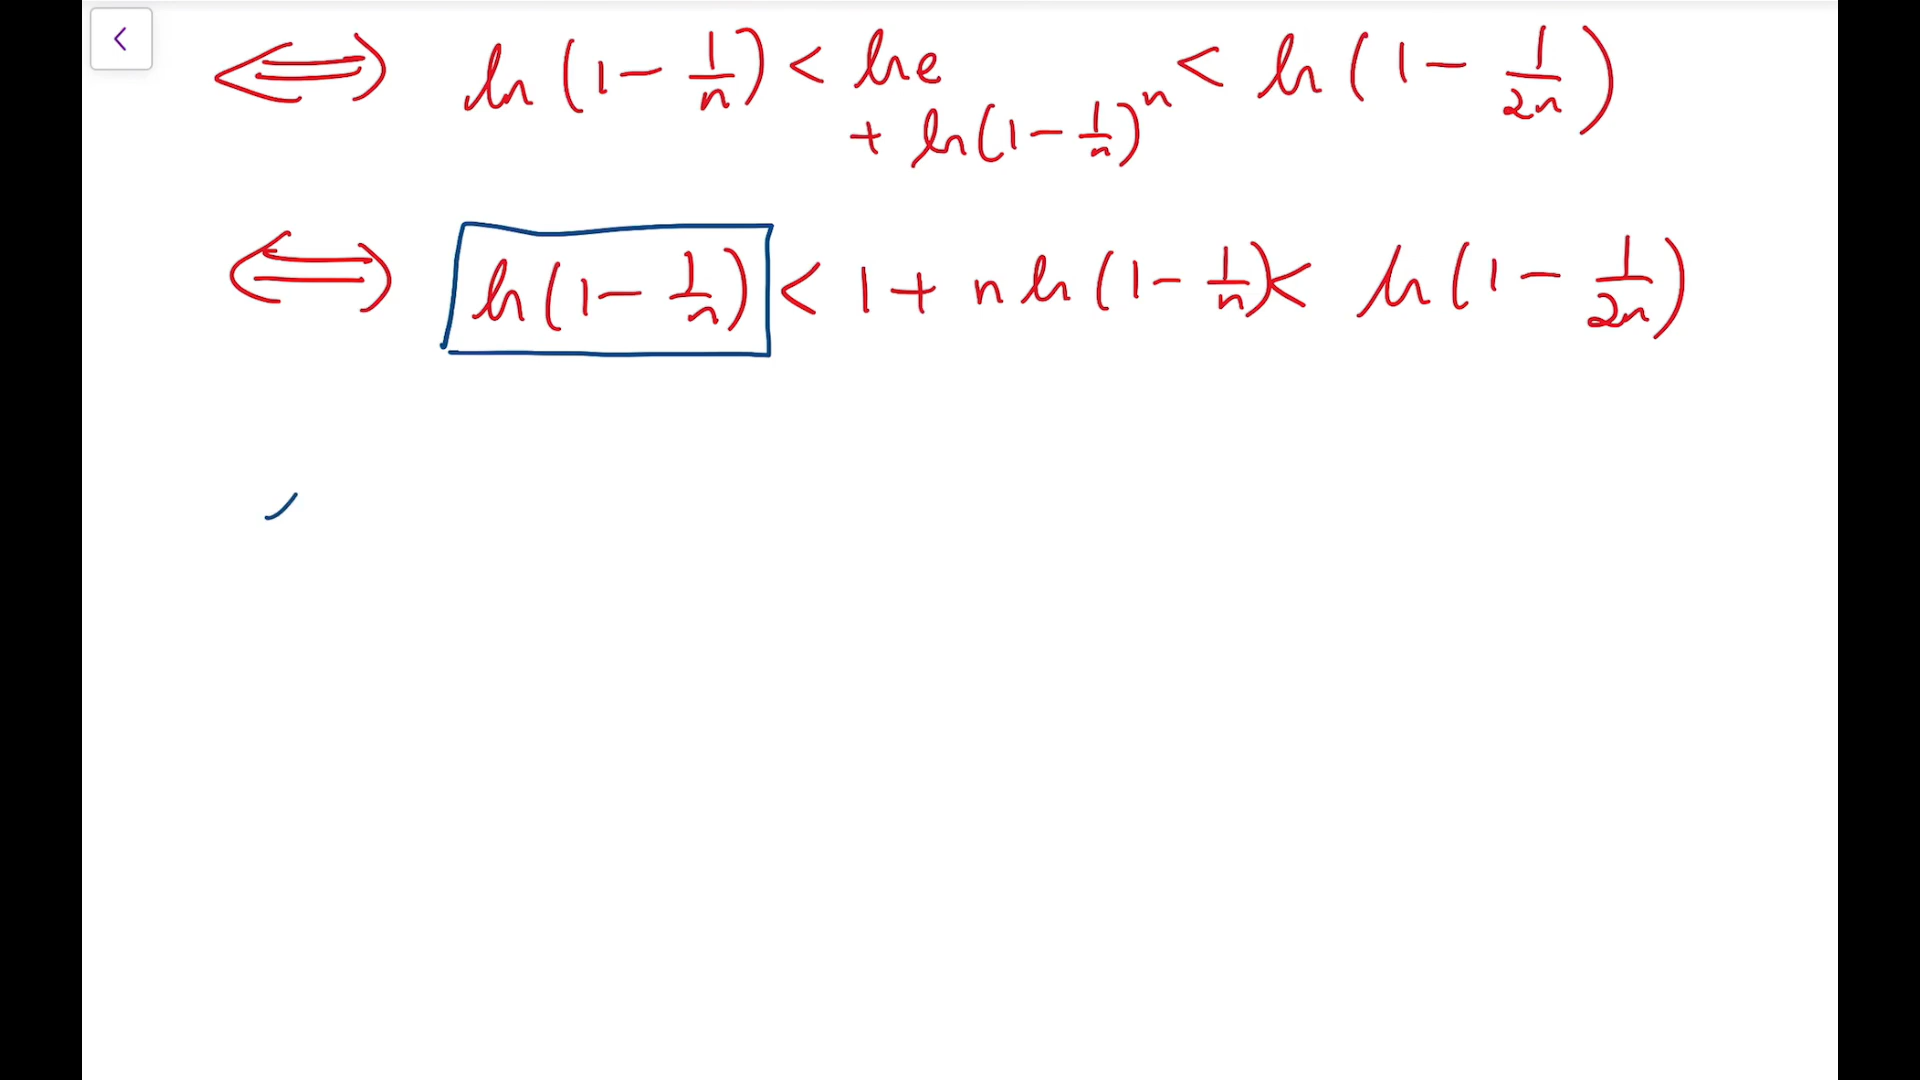 ⟺ ln(1 - 1/n) < ln e + ln(1 - 1/n)^n < ln(1 - 1/2n)
⟺ ln(1 - 1/n) < 1 + n ln(1 - 1/n) < ln(1 - 1/2n)